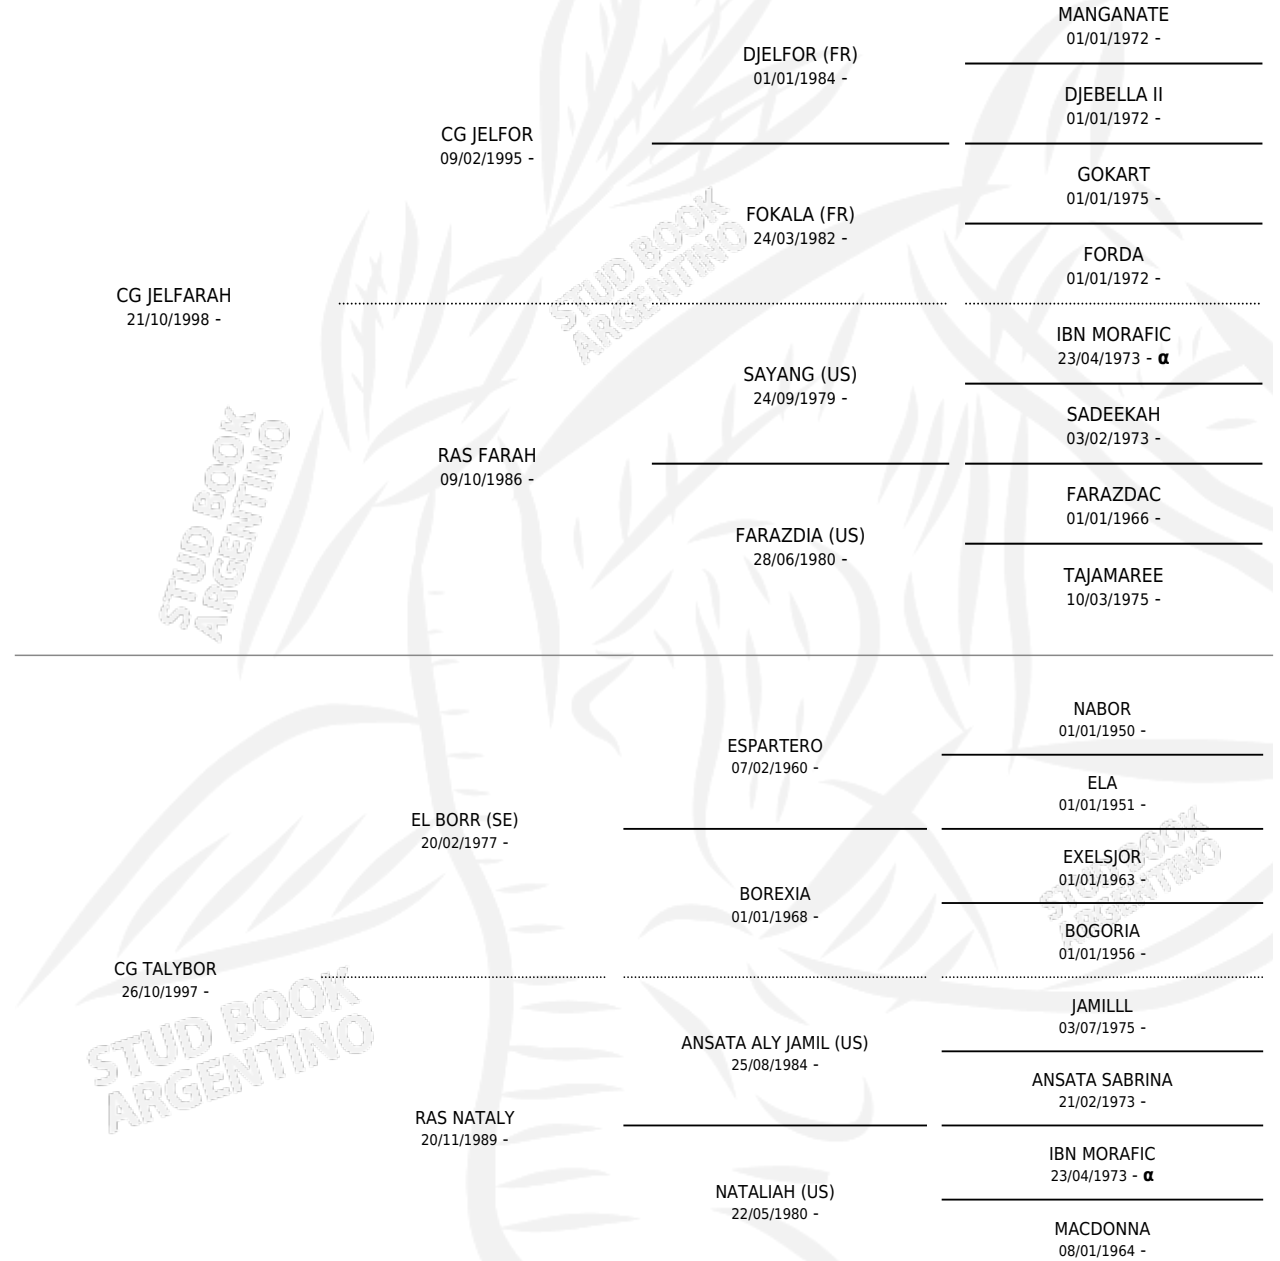 MANGANATE
01/01/1972 -
DJELFOR (FR)
01/01/1984 -
DJEBELLA II
01/01/1972 -
CG JELFOR
09/02/1995 -
GOKART
01/01/1975 -
FOKALA (FR)
24/03/1982 -
FORDA
01/01/1972 -
CG JELFARAH
21/10/1998 -
IBN MORAFIC
23/04/1973 - α
SAYANG (US)
24/09/1979 -
SADEEKAH
03/02/1973 -
RAS FARAH
09/10/1986 -
FARAZDAC
01/01/1966 -
FARAZDIA (US)
28/06/1980 -
TAJAMAREE
10/03/1975 -
STUD BOOK
ARGENTINO
STUD BOOK
ARGENTINO
NABOR
01/01/1950 -
ESPARTERO
07/02/1960 -
ELA
01/01/1951 -
EL BORR (SE)
20/02/1977 -
EXELSJOR
01/01/1963 -
BOREXIA
01/01/1968 -
BOGORIA
01/01/1956 -
CG TALYBOR
26/10/1997 -
JAMILLL
03/07/1975 -
ANSATA ALY JAMIL (US)
25/08/1984 -
ANSATA SABRINA
21/02/1973 -
RAS NATALY
20/11/1989 -
IBN MORAFIC
23/04/1973 - α
NATALIAH (US)
22/05/1980 -
MACDONNA
08/01/1964 -
STUD BOOK
ARGENTINO
STUD BOOK
ARGENTINO